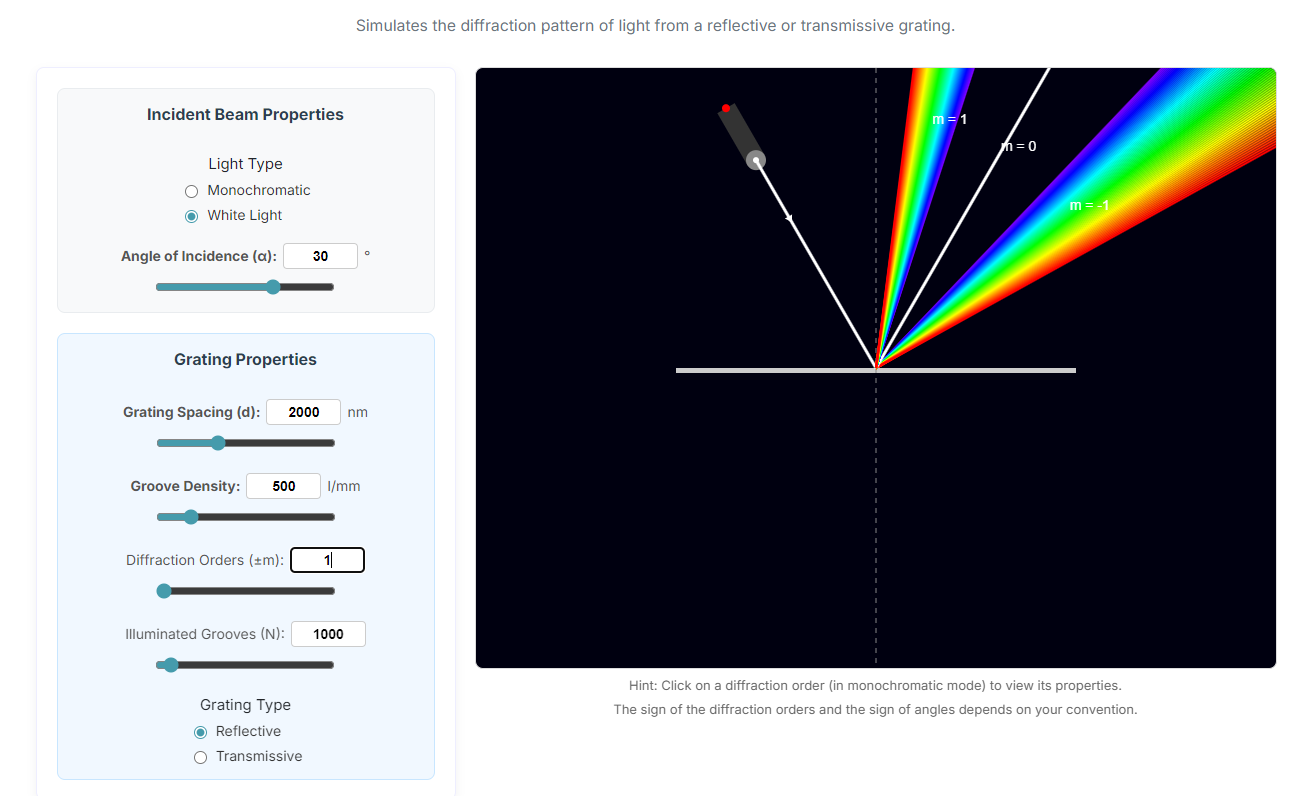 Simulates the diffraction pattern of light from a reflective or transmissive grating.
Incident Beam Properties
Light Type
Monochromatic
White Light
Angle of Incidence (α): 30 °
Grating Properties
Grating Spacing (d): 2000 nm
Groove Density: 500 l/mm
Diffraction Orders (±m): 1
Illuminated Grooves (N): 1000
Grating Type
Reflective
Transmissive
m = 1
m = 0
m = -1
Hint: Click on a diffraction order (in monochromatic mode) to view its properties.
The sign of the diffraction orders and the sign of angles depends on your convention.